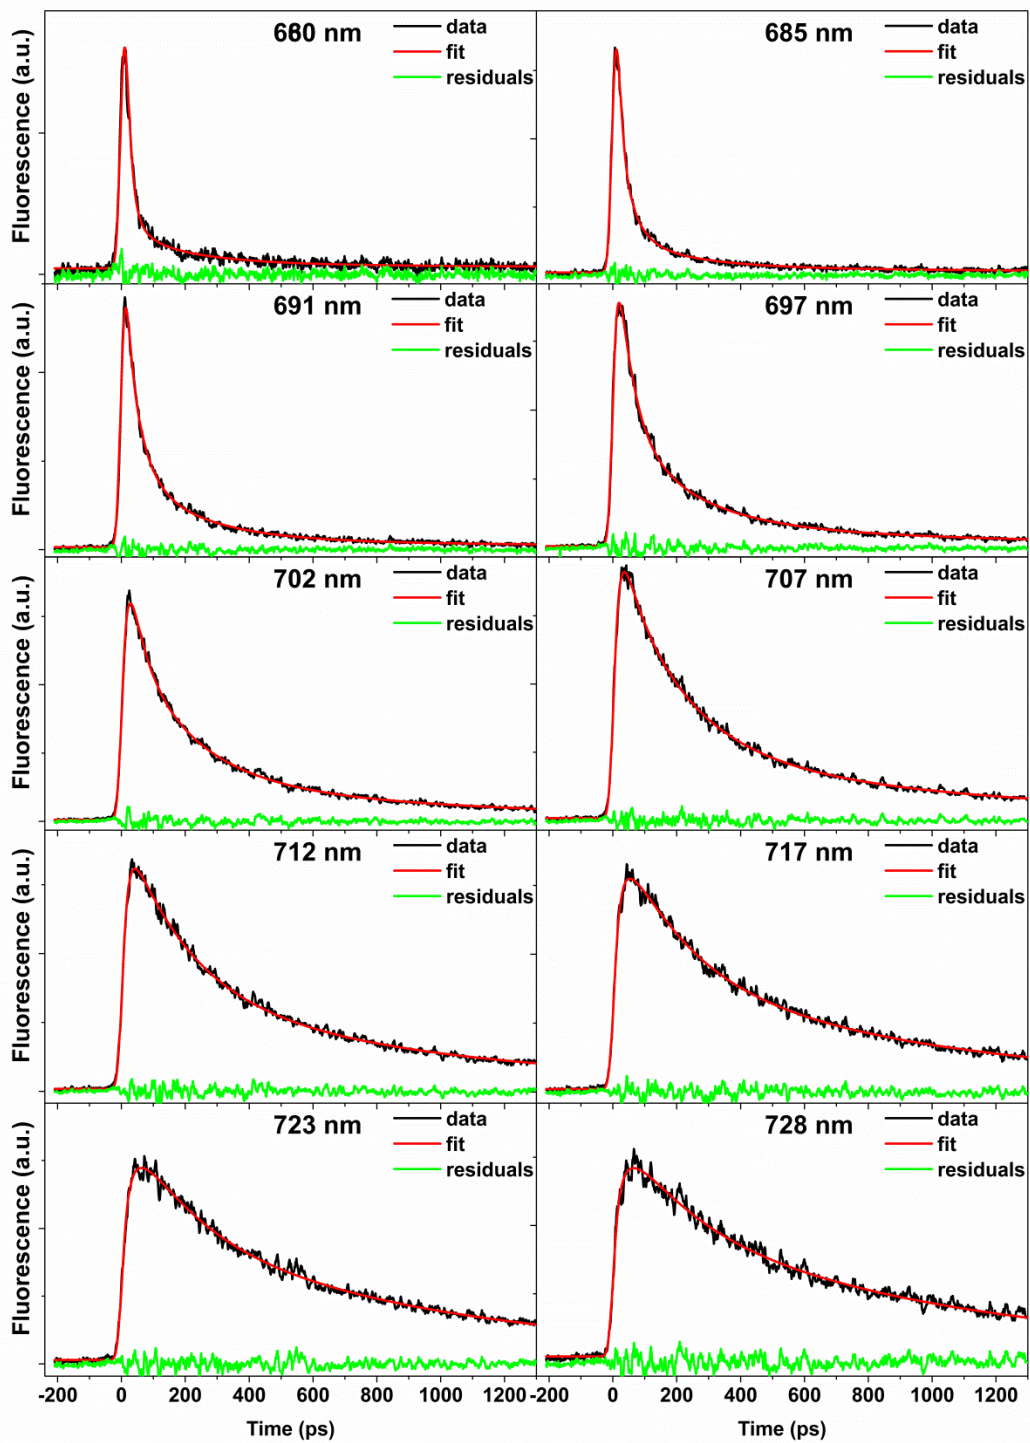 nm
data
fit
residuals
Fluorescence (a.u.)
685 nm
data
fit
residuals
691 nm
data
fit
residuals
Fluorescence (a.u.)
697 nm
data
fit
residuals
702 nm
data
fit
residuals
Fluorescence (a.u.)
707 nm
data
fit
residuals
712 nm
data
fit
residuals
Fluorescence (a.u.)
717 nm
data
fit
residuals
723 nm
data
fit
residuals
Fluorescence (a.u.)
728 nm
data
fit
residuals
-200 0 200 400 600 800 1000 1200
-200 0 200 400 600 800 1000 1200
Time (ps)
Time (ps)